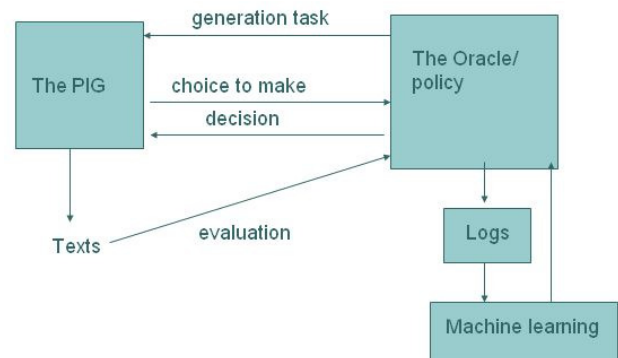 generation task
The PIG
The Oracle/
policy
choice to make
decision
Texts
evaluation
Logs
Machine learning